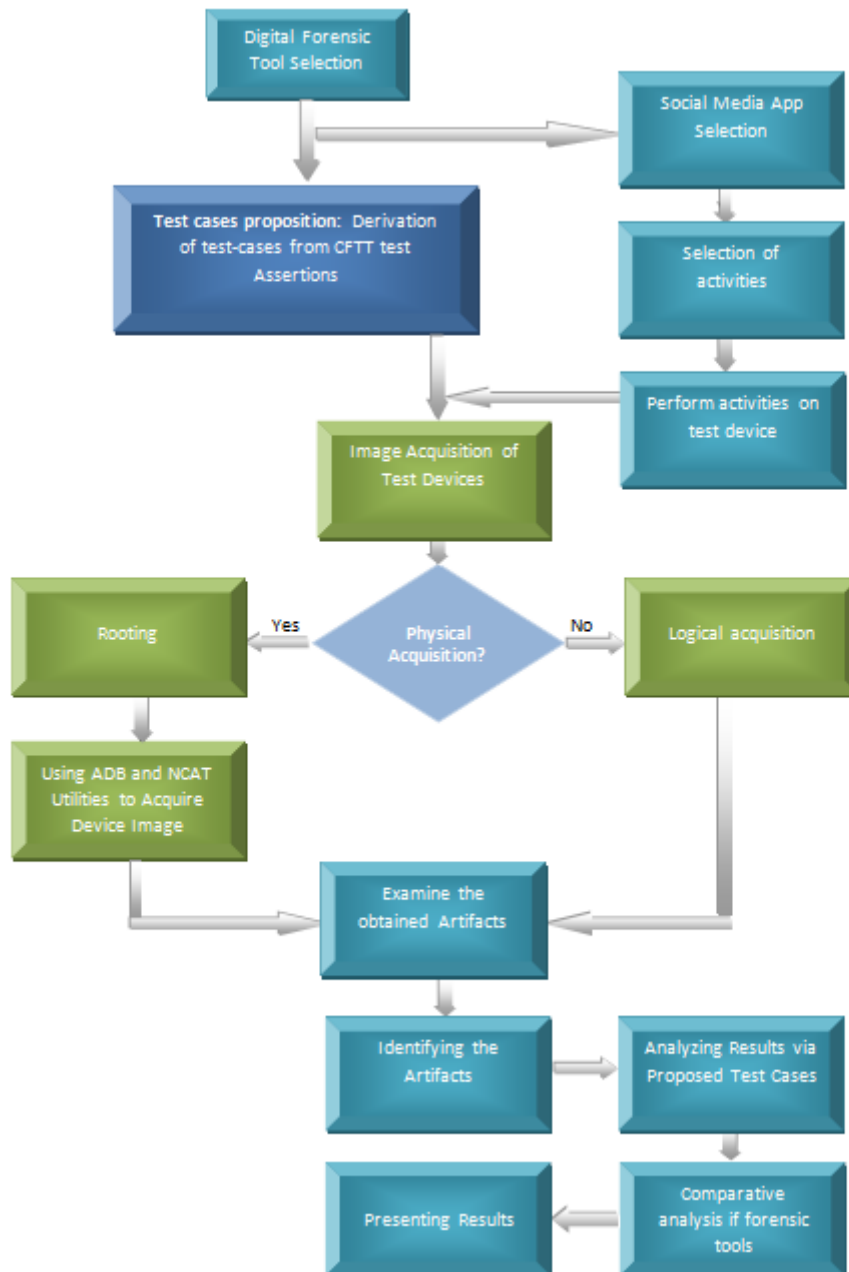 Digital Forensic
Tool Selection
Social Media App
Selection
Test cases proposition: Derivation
of test-cases from CFTT test
Assertions
Selection of
activities
Perform activities on
test device
Image Acquisition of
Test Devices
Rooting
Yes
Physical
Acquisition?
No
Logical acquisition
Using ADB and NCAT
Utilities to Acquire
Device Image
Examine the
obtained Artifacts
Identifying the
Artifacts
Analyzing Results via
Proposed Test Cases
Comparative
analysis if forensic
tools
Presenting Results